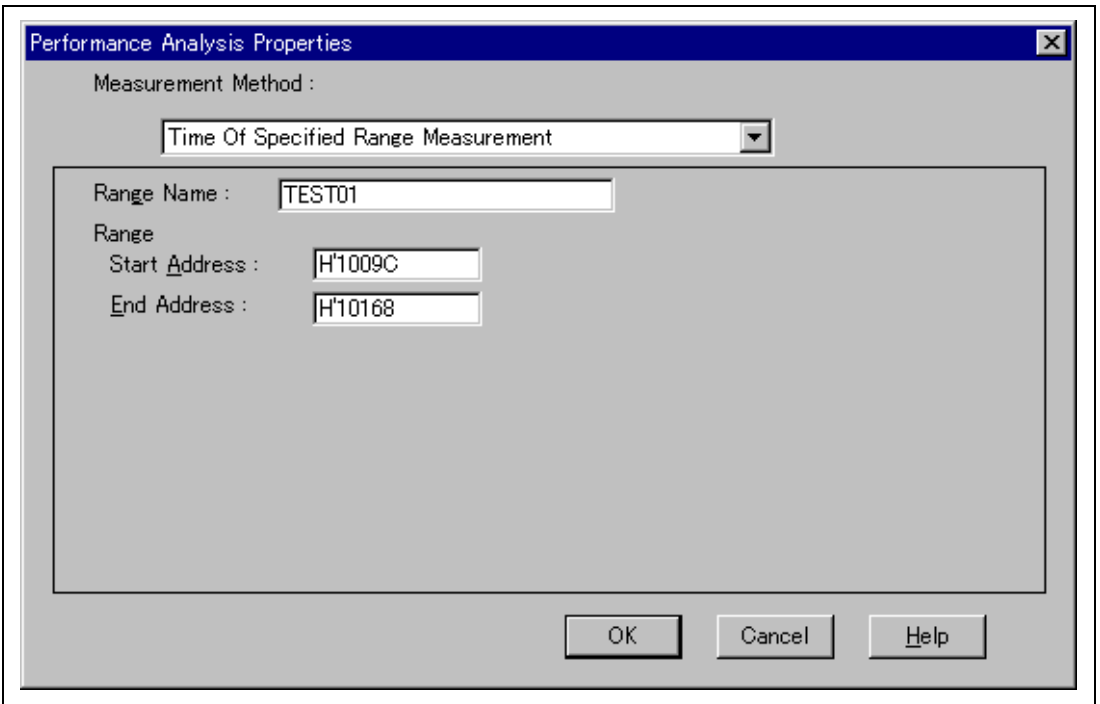 Performance Analysis Properties
Measurement Method :
Time Of Specified Range Measurement
Range Name : TEST01
Range
Start Address : H'1009C
End Address : H'10168
OK Cancel Help